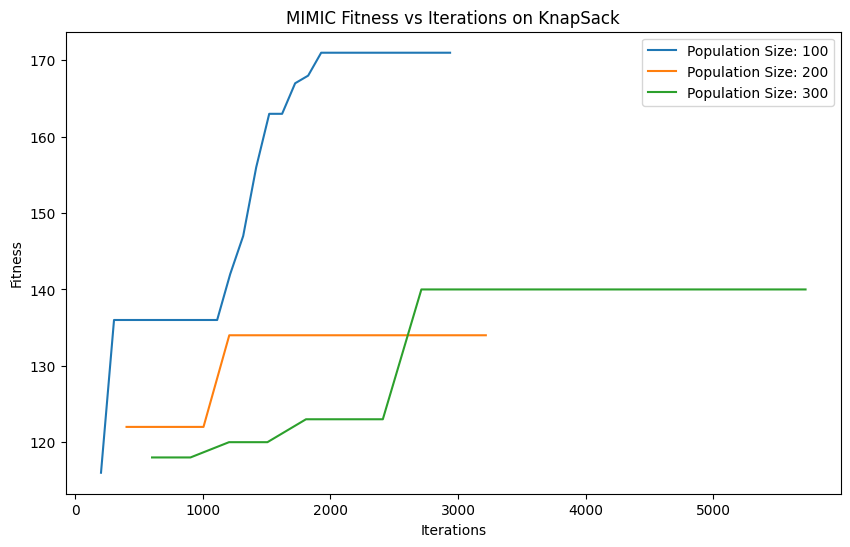 MIMIC Fitness vs Iterations on KnapSack
Population Size: 100
Population Size: 200
Population Size: 300
Fitness
170
160
150
140
130
120
0 1000 2000 3000 4000 5000
Iterations